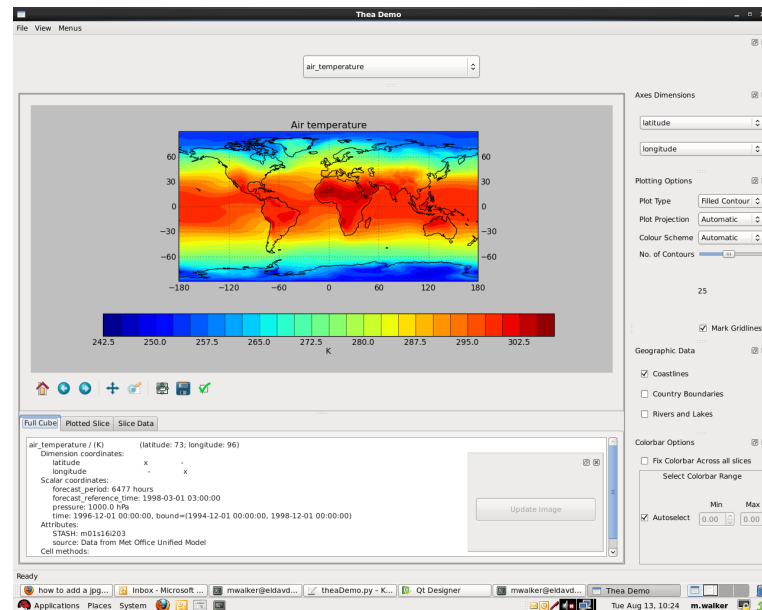 Thea Demo
File View Menus
air_temperature
Air temperature
60
30
0
−30
−60
60
30
0
−30
−60
−180 −120 −60 0 60 120 180
242.5 250.0 257.5 265.0 272.5 280.0 287.5 295.0 302.5
K
Axes Dimensions
latitude
longitude
Plotting Options
Plot Type Filled Contour
Plot Projection Automatic
Colour Scheme Automatic
No. of Contours
25
Mark Gridlines
Geographic Data
Coastlines
Country Boundaries
Rivers and Lakes
Colorbar Options
Fix Colorbar Across all slices
Select Colorbar Range
Min Max
Autoselect 0.00 0.00
Full Cube Plotted Slice Slice Data
air_temperature / (K) (latitude: 73; longitude: 96)
Dimension coordinates:
latitude x -
longitude - x
Scalar coordinates:
forecast_period: 6477 hours
forecast_reference_time: 1998-03-01 03:00:00
pressure: 1000.0 hPa
time: 1996-12-01 00:00:00, bound=(1994-12-01 00:00:00, 1998-12-01 00:00:00)
Attributes:
STASH: m01s16i203
source: Data from Met Office Unified Model
Cell methods:
Update Image
Ready
how to add a jpg... Inbox - Microsoft ... mwalker@eldavd... theaDemo.py - K... Qt Designer mwalker@eldavd... Thea Demo
Applications Places System Tue Aug 13, 10:24 m.walker